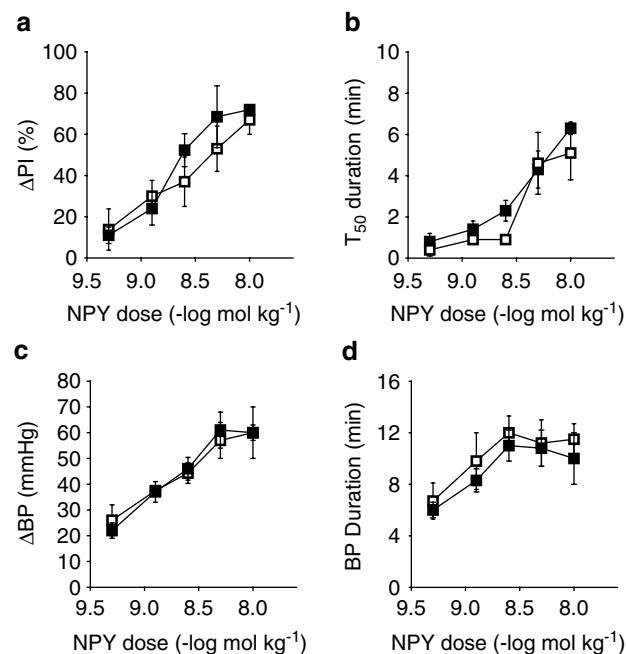 a
100
80
60
40
20
0
ΔPI (%)
9.5 9.0 8.5 8.0
NPY dose (-log mol kg⁻¹)
b
10
8
6
4
2
0
T₅₀ duration (min)
9.5 9.0 8.5 8.0
NPY dose (-log mol kg⁻¹)
c
80
70
60
50
40
30
20
10
0
ΔBP (mmHg)
9.5 9.0 8.5 8.0
NPY dose (-log mol kg⁻¹)
d
16
12
8
6
0
BP Duration (min)
9.5 9.0 8.5 8.0
NPY dose (-log mol kg⁻¹)